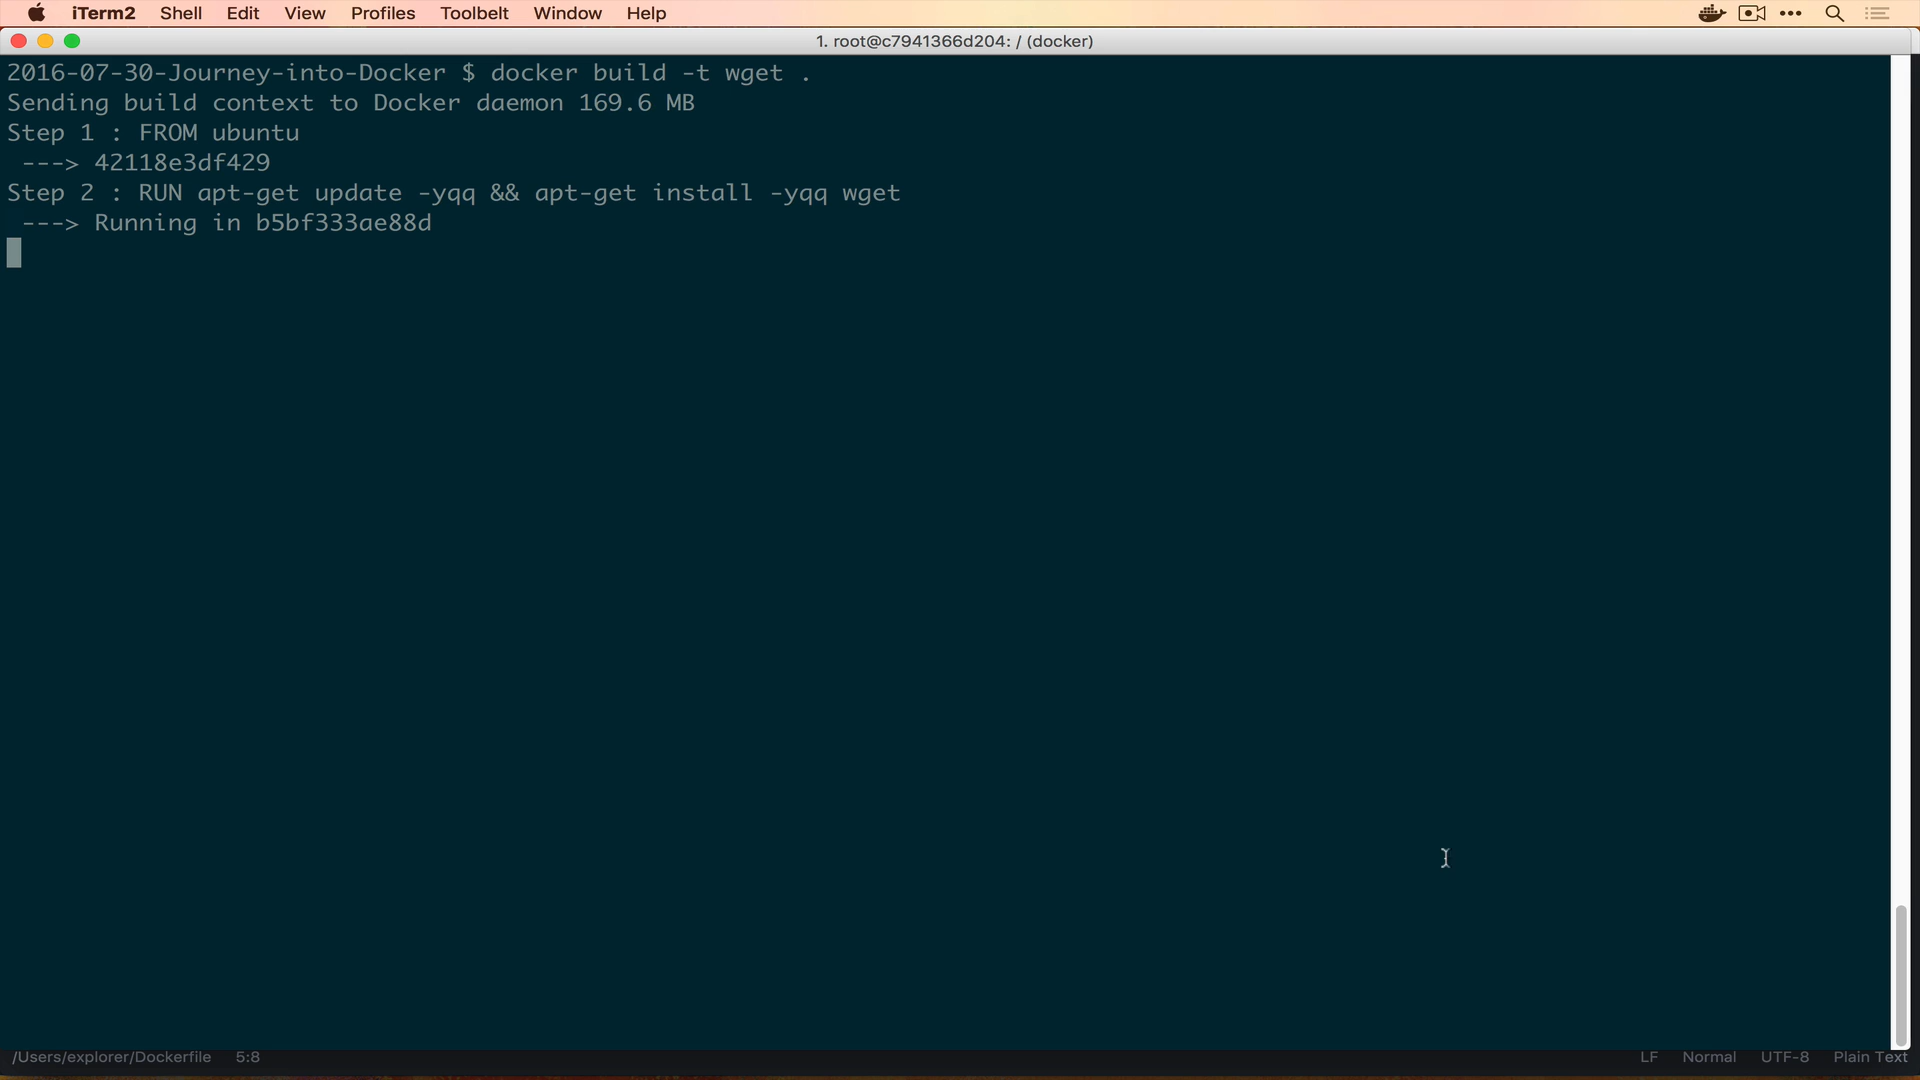 iTerm2 Shell Edit View Profiles Toolbelt Window Help
1. root@c7941366d204: / (docker)
2016-07-30-Journey-into-Docker $ docker build -t wget .
Sending build context to Docker daemon 169.6 MB
Step 1 : FROM ubuntu
---> 42118e3df429
Step 2 : RUN apt-get update -yqq && apt-get install -yqq wget
---> Running in b5bf333ae88d
/Users/explorer/Dockerfile 5:8 LF Normal UTF-8 Plain Text